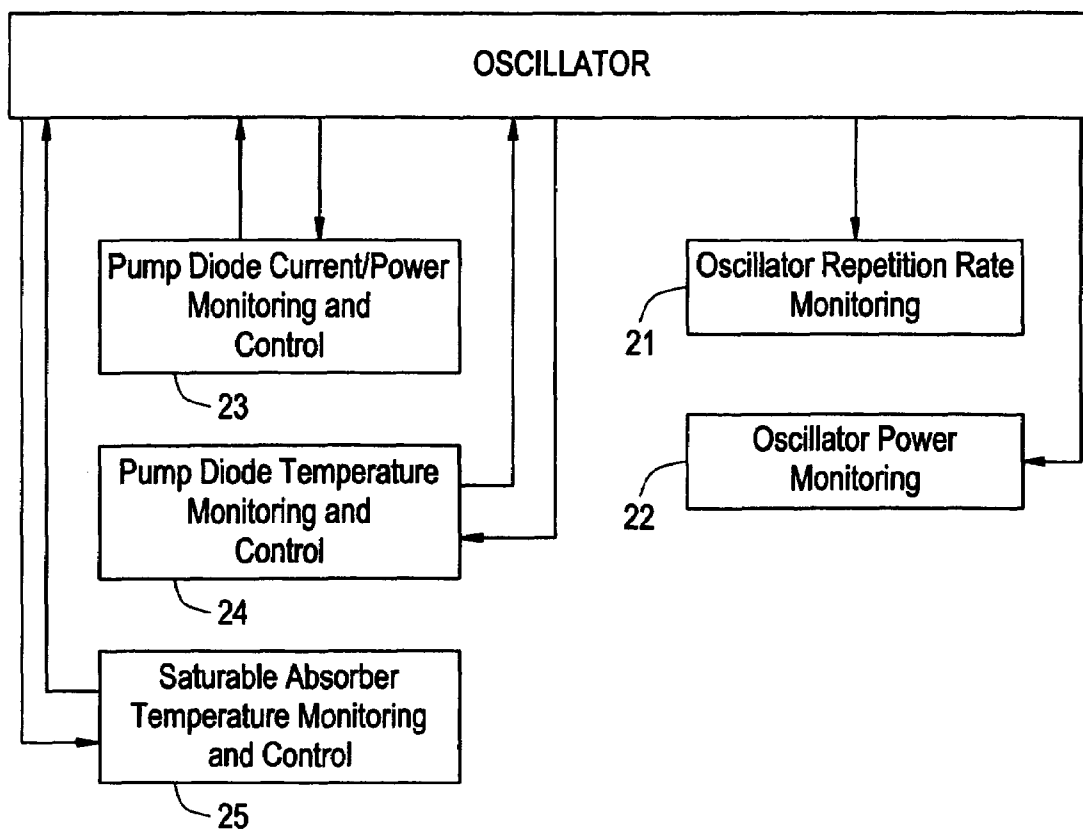 OSCILLATOR
Pump Diode Current/Power
Monitoring and
Control
23
Pump Diode Temperature
Monitoring and
Control
24
Saturable Absorber
Temperature Monitoring
and Control
25
Oscillator Repetition Rate
Monitoring
21
Oscillator Power
Monitoring
22